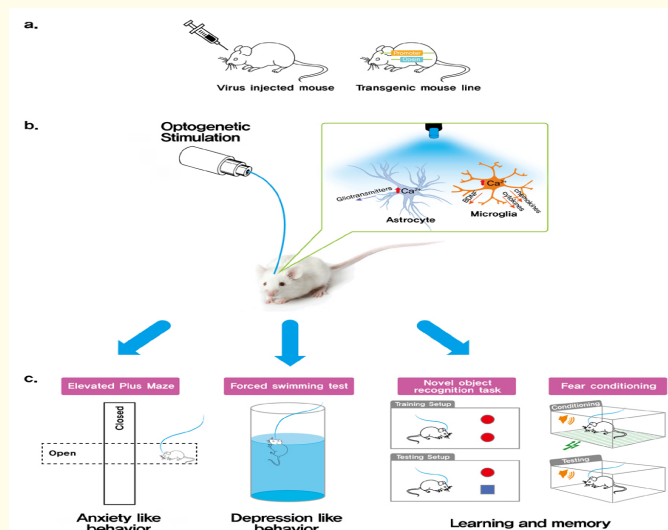 a.
Promoter
Opsin
Virus injected mouse
Transgenic mouse line
b.
Optogenetic
Stimulation
Gliotransmitters
Ca²⁺
Astrocyte
Ca²⁺
BDNF
cytokines
chemokines
Microglia
c.
Elevated Plus Maze
Closed
Open
Anxiety like
behavior
Forced swimming test
Depression like
behavior
Novel object
recognition task
Training Setup
Testing Setup
Fear conditioning
Conditioning
Testing
Learning and memory